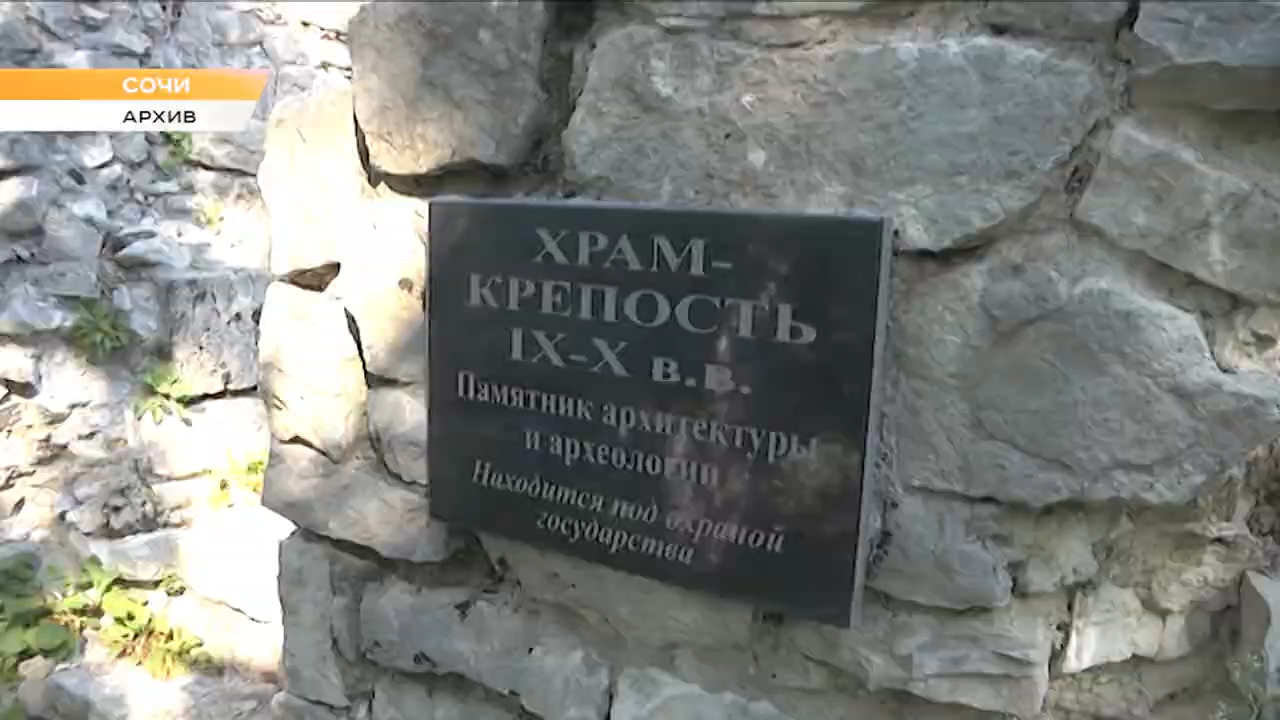 СОЧИ
АРХИВ
ХРАМ-
КРЕПОСТЬ
IX-X в.в.
Памятник архитектуры
и археологии
Находится под охраной
государства